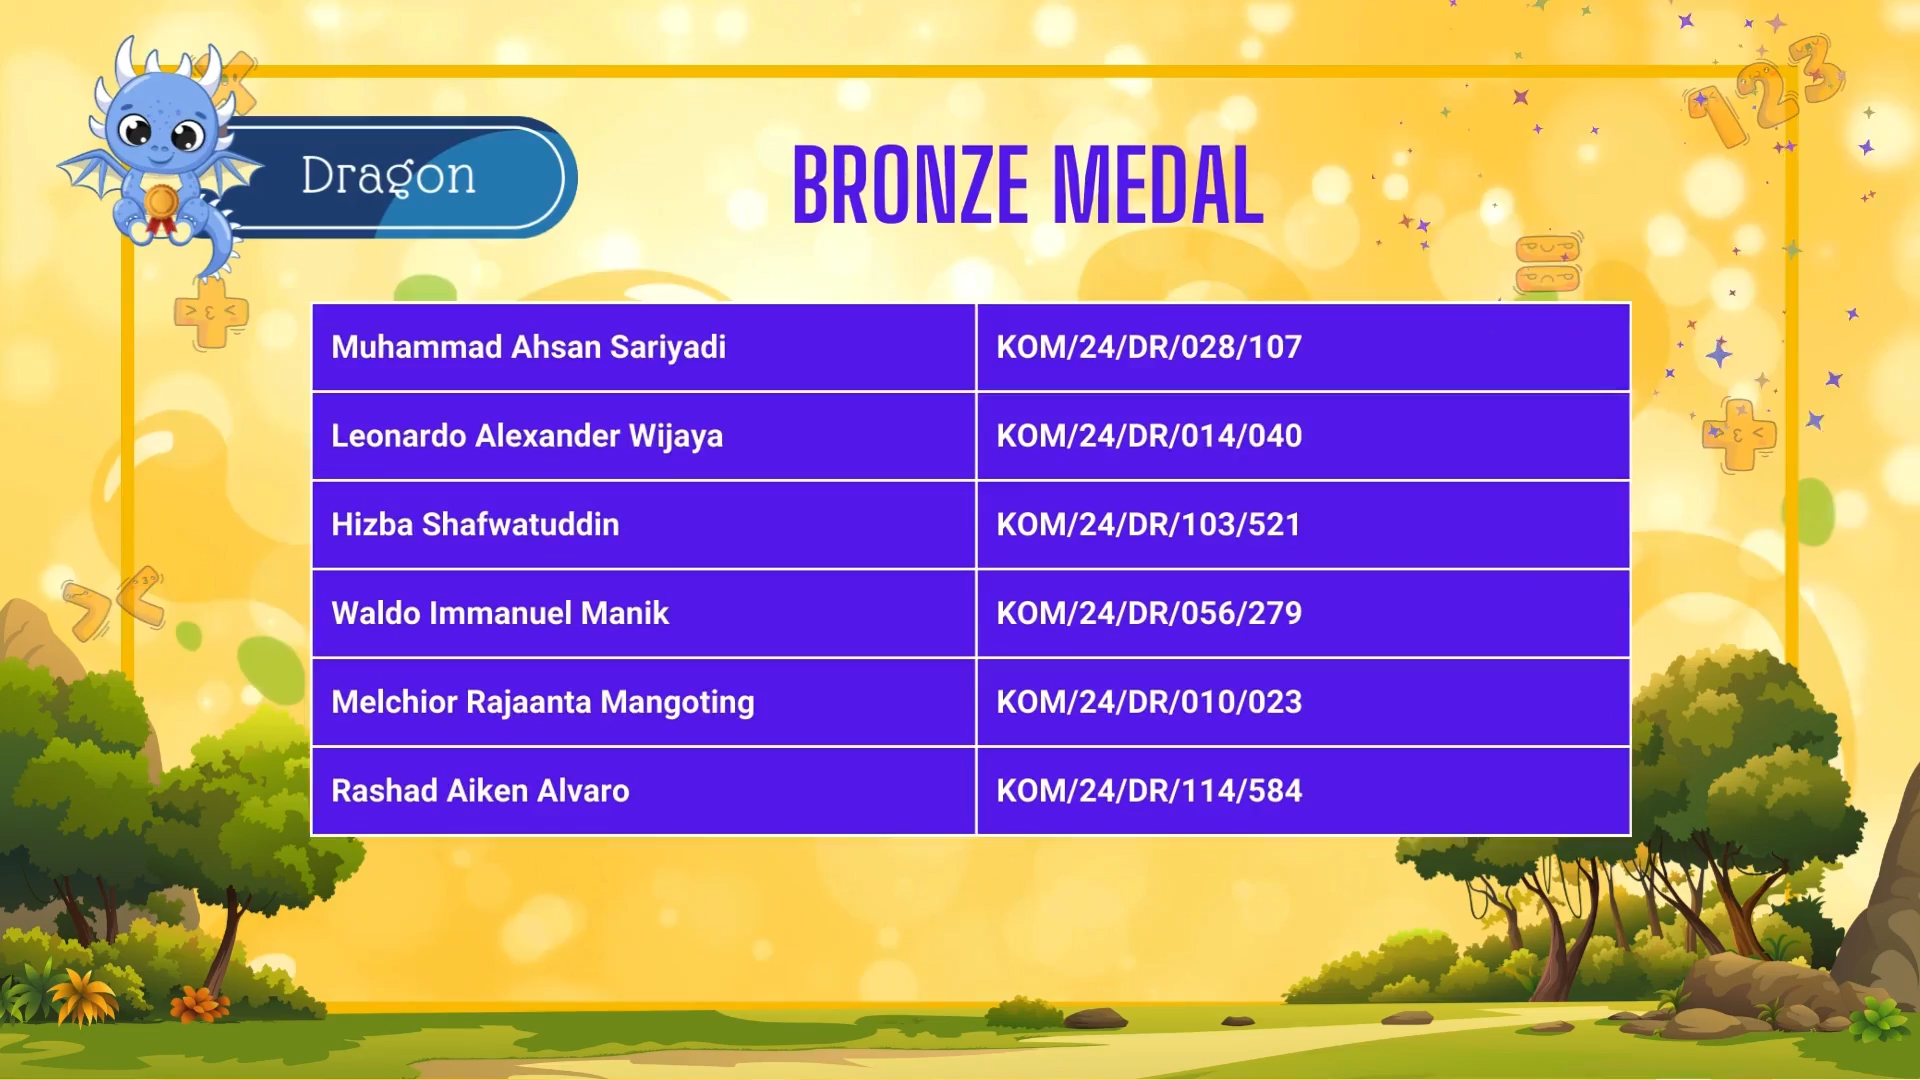 Dragon
BRONZE MEDAL
123
Muhammad Ahsan Sariyadi KOM/24/DR/028/107
Leonardo Alexander Wijaya KOM/24/DR/014/040
Hizba Shafwatuddin KOM/24/DR/103/521
Waldo Immanuel Manik KOM/24/DR/056/279
Melchior Rajaanta Mangoting KOM/24/DR/010/023
Rashad Aiken Alvaro KOM/24/DR/114/584